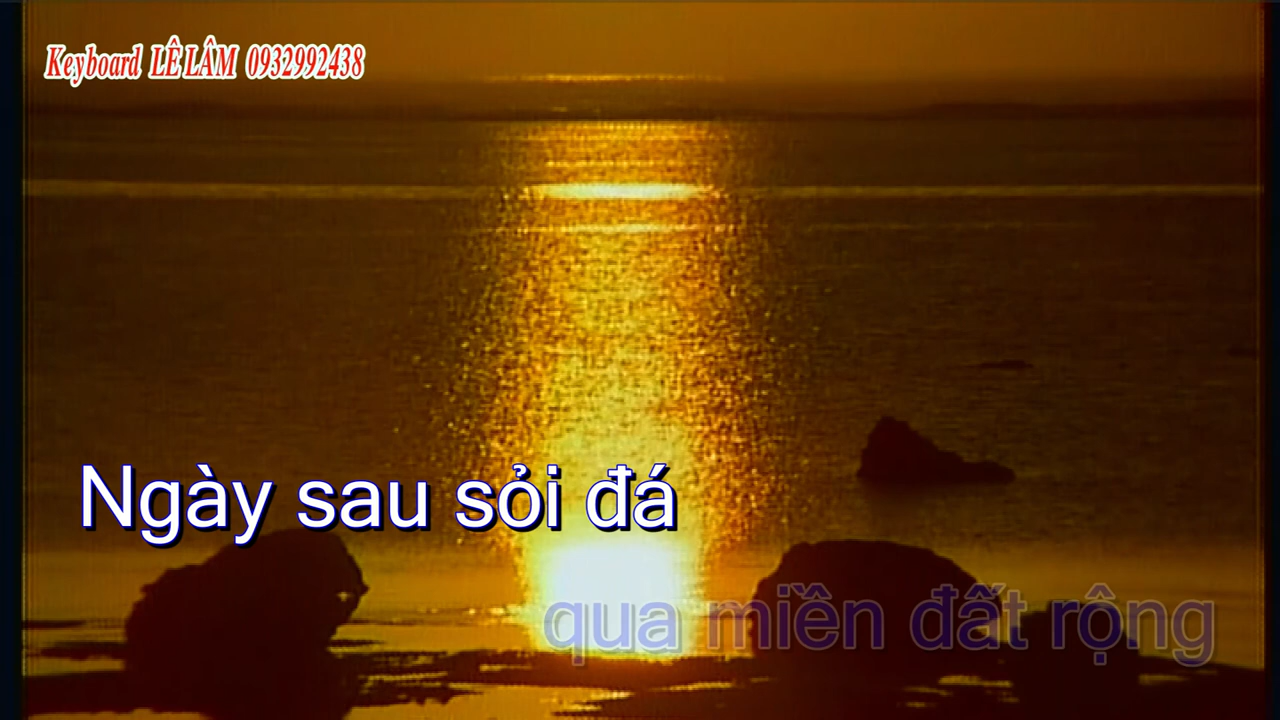 Keyboard LÊ LÂM 0932992438
Ngày sau sỏi đá
qua miền đất rộng